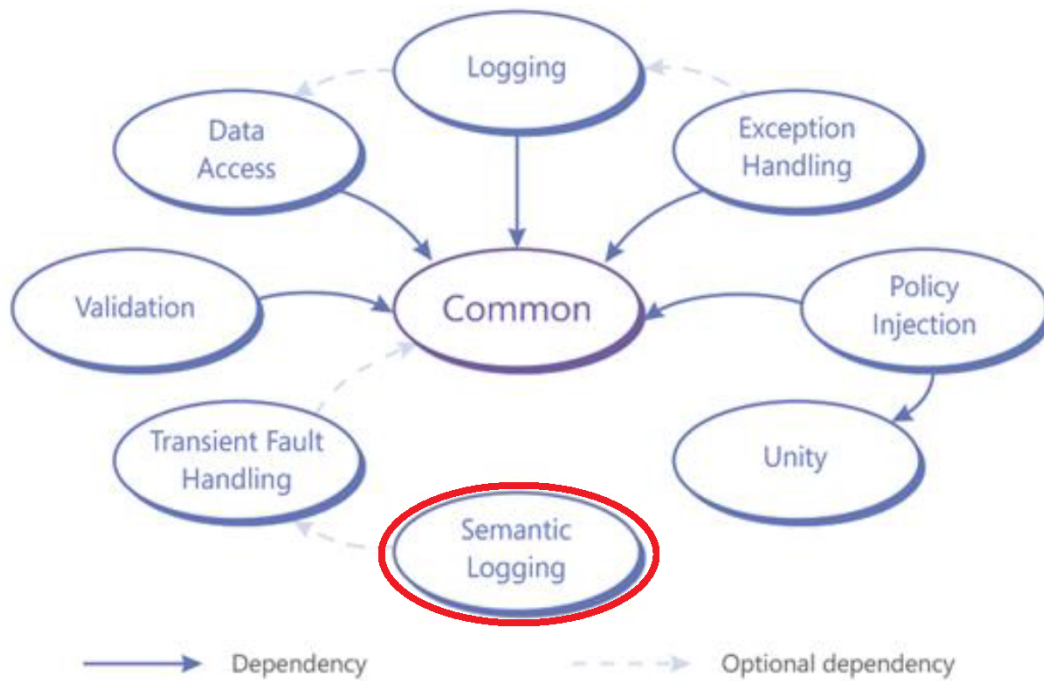 Logging
Data
Access
Exception
Handling
Validation
Common
Policy
Injection
Transient Fault
Handling
Unity
Semantic
Logging
Dependency
Optional dependency